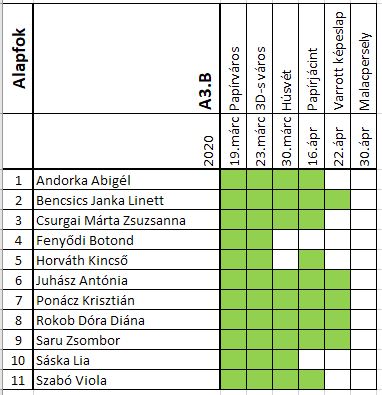 Alapfok
A3.B
Papírváros
3D-s város
Húsvét
Papírjácint
Varrott képeslap
Malacpersely
2020
19.márc
23.márc
30.márc
16.ápr
22.ápr
30.ápr
1 Andorka Abigél
2 Bencsics Janka Linett
3 Csurgai Márta Zsuzsanna
4 Fenyődi Botond
5 Horváth Kincső
6 Juhász Antónia
7 Ponácz Krisztián
8 Rokob Dóra Diána
9 Saru Zsombor
10 Sáska Lia
11 Szabó Viola